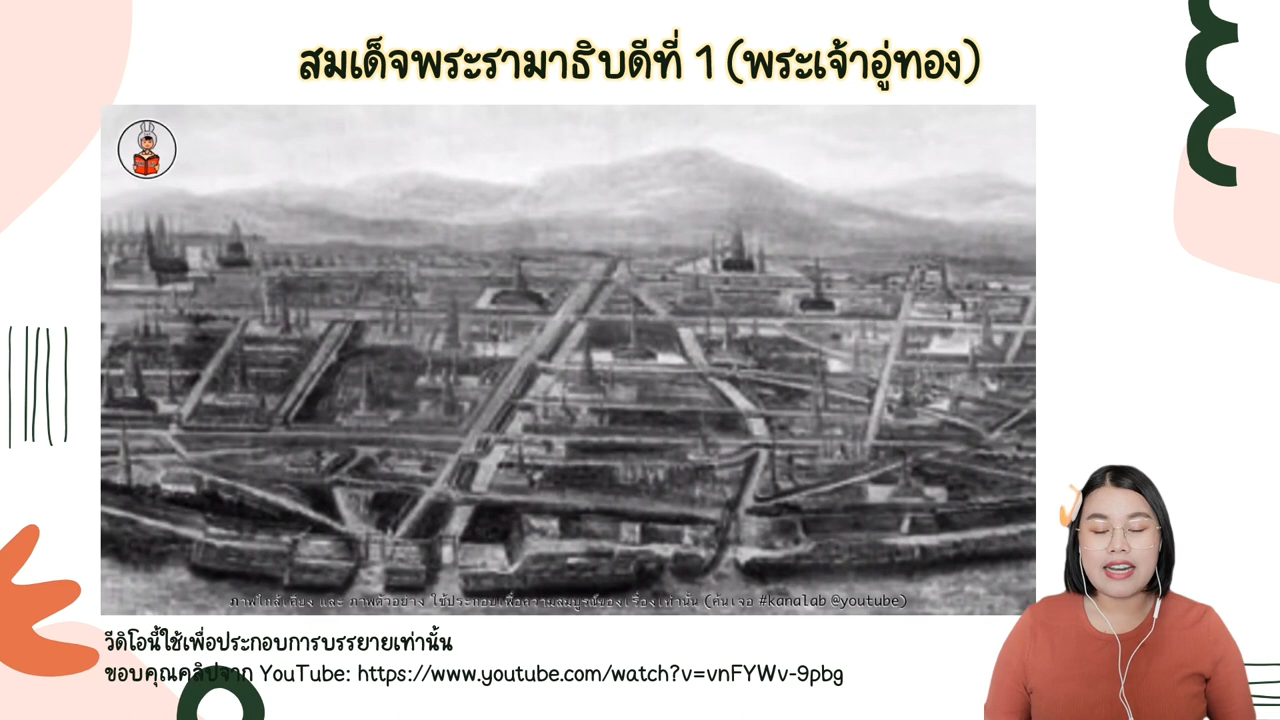 สมเด็จพระรามาธิบดีที่ 1 (พระเจ้าอู่ทอง)
ภาพใกล้เคียง และ ภาพตัวอย่าง ใช้ประกอบเพื่อความสมบูรณ์ของเรื่องเท่านั้น (ค้นเจอ #kanalab @youtube)
วีดิโอนี้ใช้เพื่อประกอบการบรรยายเท่านั้น
ขอบคุณคลิปจาก YouTube: https://www.youtube.com/watch?v=vnFYWv-9pbg